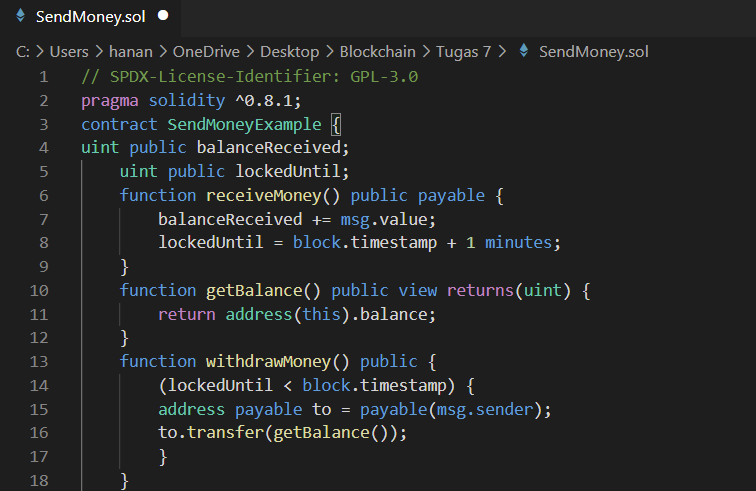 SendMoney.sol
C: > Users > hanan > OneDrive > Desktop > Blockchain > Tugas 7 > SendMoney.sol
1 // SPDX-License-Identifier: GPL-3.0
2 pragma solidity ^0.8.1;
3 contract SendMoneyExample {
4 uint public balanceReceived;
5     uint public lockedUntil;
6     function receiveMoney() public payable {
7         balanceReceived += msg.value;
8         lockedUntil = block.timestamp + 1 minutes;
9     }
10     function getBalance() public view returns(uint) {
11         return address(this).balance;
12     }
13     function withdrawMoney() public {
14         (lockedUntil < block.timestamp) {
15         address payable to = payable(msg.sender);
16         to.transfer(getBalance());
17         }
18     }